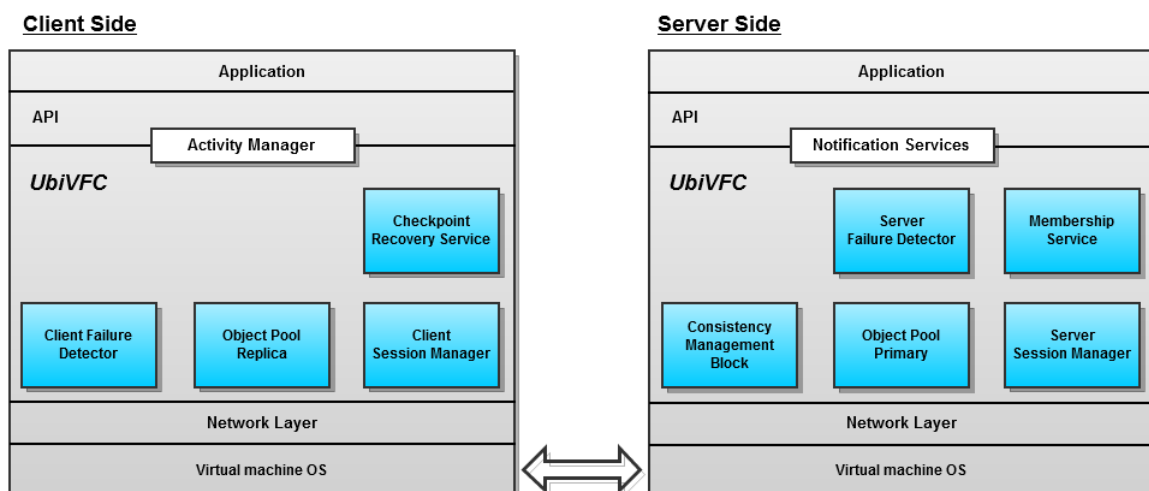 Client Side
Application
API
Activity Manager
UbiVFC
Checkpoint
Recovery Service
Client Failure
Detector
Object Pool
Replica
Client
Session Manager
Network Layer
Virtual machine OS
Server Side
Application
API
Notification Services
UbiVFC
Server
Failure Detector
Membership
Service
Consistency
Management
Block
Object Pool
Primary
Server
Session Manager
Network Layer
Virtual machine OS